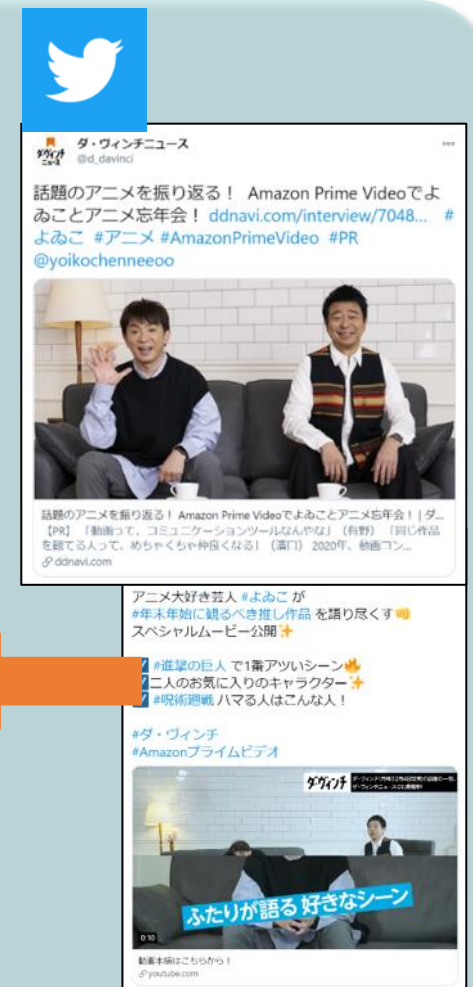 ダ・ヴィンチ
ニュース
ダ・ヴィンチニュース
@d_davinci
話題のアニメを振り返る! Amazon Prime Videoでよ
ゐことアニメ忘年会! ddnavi.com/interview/7048... #
よゐこ #アニメ #AmazonPrimeVideo #PR
@yoikochenneeoo
話題のアニメを振り返る! Amazon Prime Videoでよゐことアニメ忘年会! | ダ...
【PR】 「動画って、コミュニケーションツールなんやな」(有野) 「同じ作品
を観てる人って、めちゃくちゃ仲良くなる」(濱口) 2020年、動画コン...
ddnavi.com
アニメ大好き芸人 #よゐこ が
#年末年始に観るべき推し作品 を語り尽くす
スペシャルムービー公開
#進撃の巨人 で1番アツいシーン
二人のお気に入りのキャラクター
#呪術廻戦 ハマる人はこんな人!
#ダ・ヴィンチ
#Amazonプライムビデオ
ダ・ヴィンチ
ふたりが語る 好きなシーン
0:10
動画本編はこちらから!
youtube.com